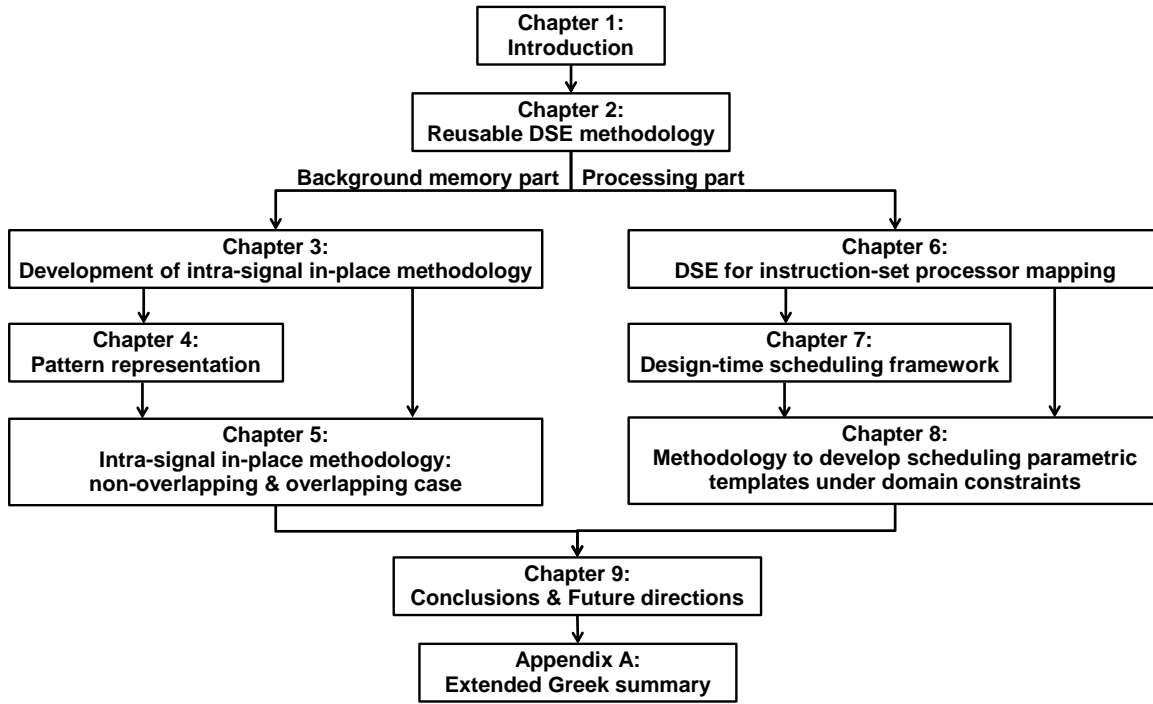 Chapter 1:
Introduction
Chapter 2:
Reusable DSE methodology
Background memory part
Processing part
Chapter 3:
Development of intra-signal in-place methodology
Chapter 6:
DSE for instruction-set processor mapping
Chapter 4:
Pattern representation
Chapter 7:
Design-time scheduling framework
Chapter 5:
Intra-signal in-place methodology:
non-overlapping & overlapping case
Chapter 8:
Methodology to develop scheduling parametric
templates under domain constraints
Chapter 9:
Conclusions & Future directions
Appendix A:
Extended Greek summary